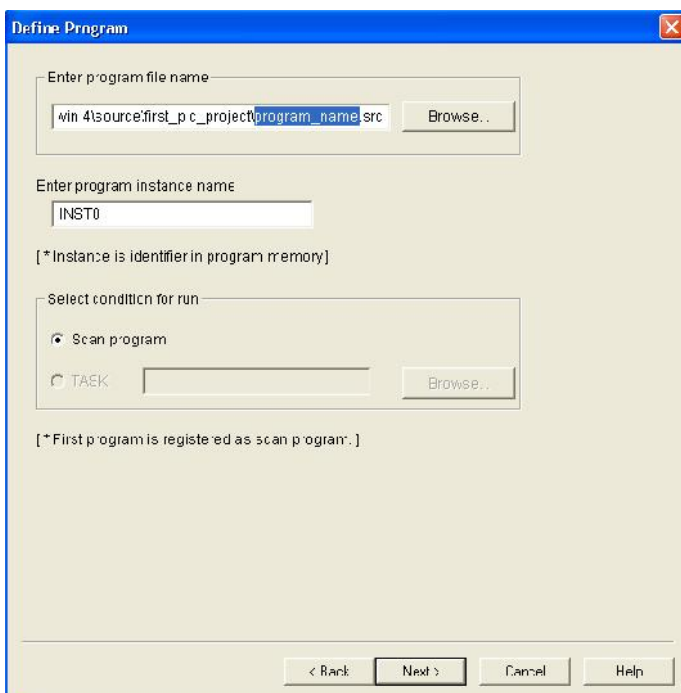 Define Program
Enter program file name
win 4\source\first_plc_project\program_name.src
Browse..
Enter program instance name
INST0
[ * Instance is identifier in program memory ]
Select condition for run
Scan program
TASK
Browse..
[ * First program is registered as scan program. ]
< Back
Next >
Cancel
Help